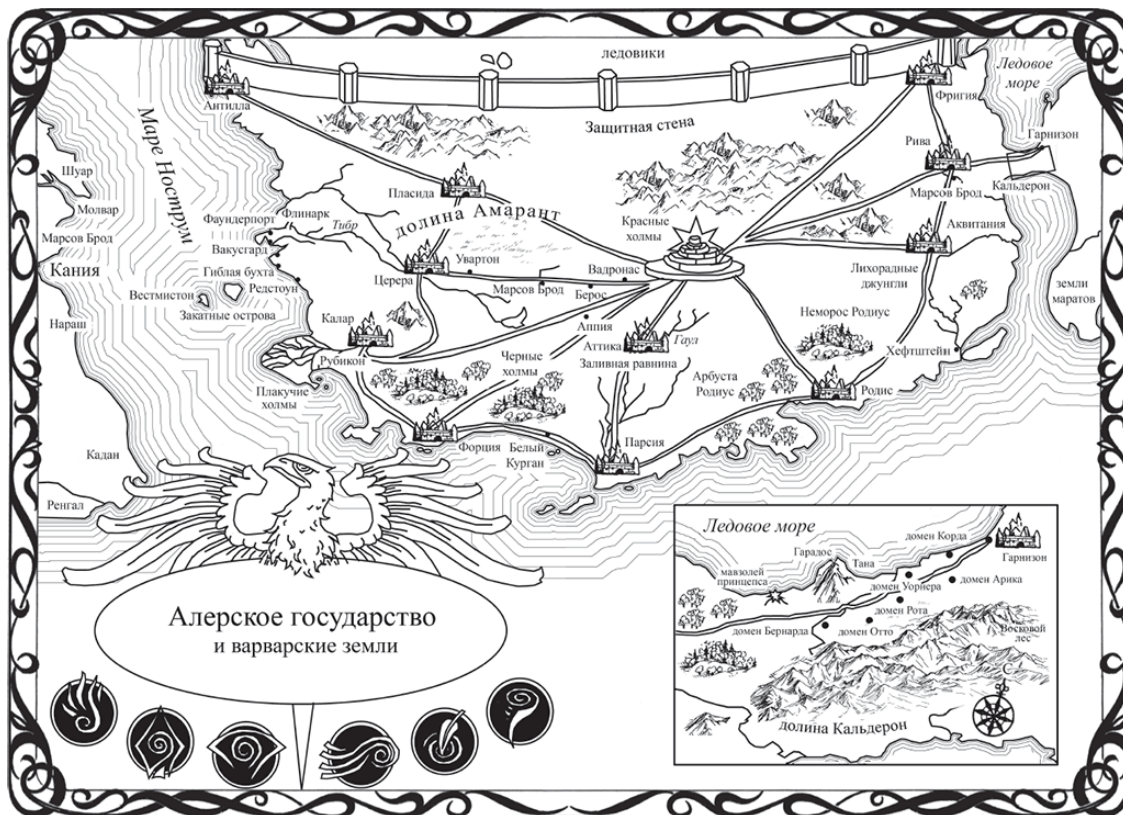 ледовики
Ледовое
море
Антилла
Фригия
Защитная стена
Маре Нострум
Гарнизон
Рива
Шуар
Пласида
Марсов Брод
Кальдерон
Молвар
Флинарк
Фаундерпорт
долина Амарант
Красные
холмы
Аквитания
Тибр
Марсов Брод
Вакусгард
Увартон
Кания
Гиблая бухта
Церера
Вадронас
Лихорадные
джунгли
земли
маратов
Вестмистон
Редстоун
Марсов Брод
Берос
Закатные острова
Нараш
Калар
Аппия
Неморос Родиус
Аттика
Гаул
Рубикон
Черные
холмы
Заливная равнина
Хефтштейн
Плакучие
холмы
Арбуста
Родиус
Родис
Кадан
Форция
Белый
Курган
Парсия
Ренгал
Алерское государство
и варварские земли
Ледовое море
домен Корда
Гарнизон
Гарадос
Тана
мавзолей
принцепса
домен Уорнера
домен Арика
домен Рота
домен Бернарда
домен Отто
Восковой
лес
С
долина Кальдерон